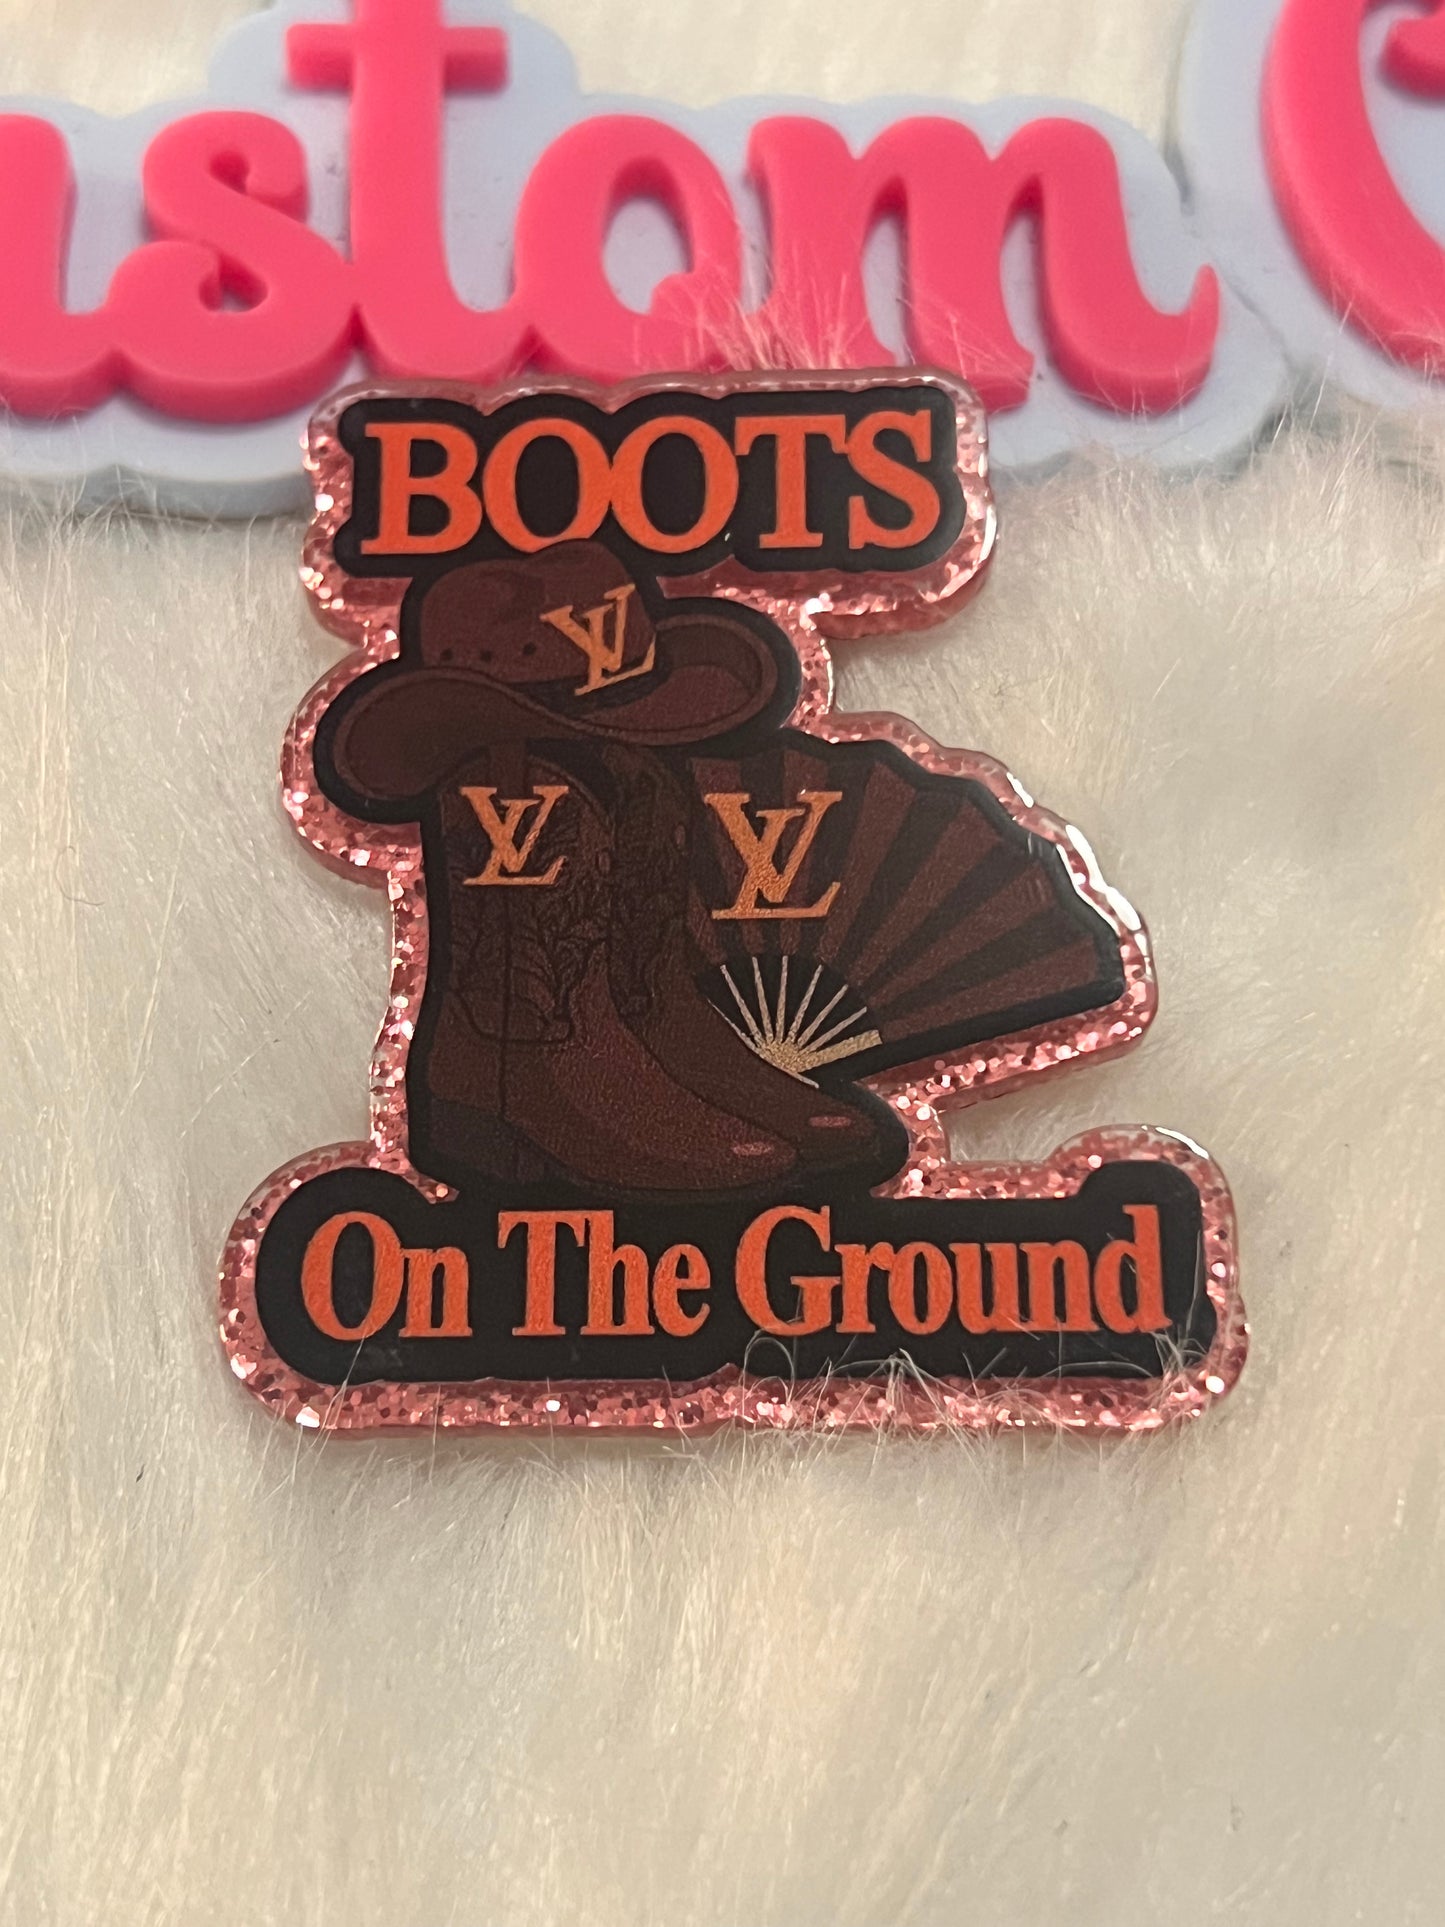 ustom C
BOOTS
LV
LV LV
On The Ground